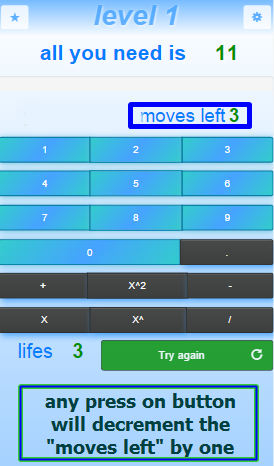 level 1
all you need is 11
moves left 3
1 2 3
4 5 6
7 8 9
0 .
+ X^2 -
X X^ /
lifes 3 Try again
any press on button
will decrement the
"moves left" by one